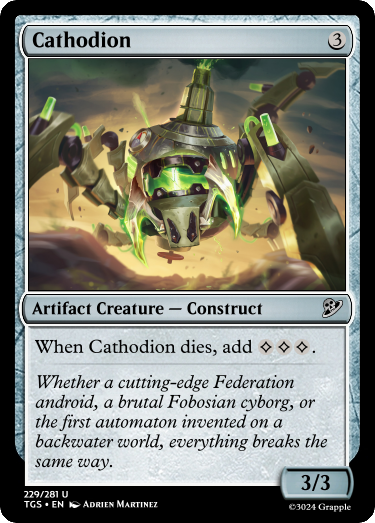 Cathodion 3
Artifact Creature — Construct
When Cathodion dies, add ◇◇◇.
Whether a cutting-edge Federation
android, a brutal Fobosian cyborg, or
the first automaton invented on a
backwater world, everything breaks the
same way.
3/3
229/281 U
TGS • EN Adrien Martinez
©3024 Grapple